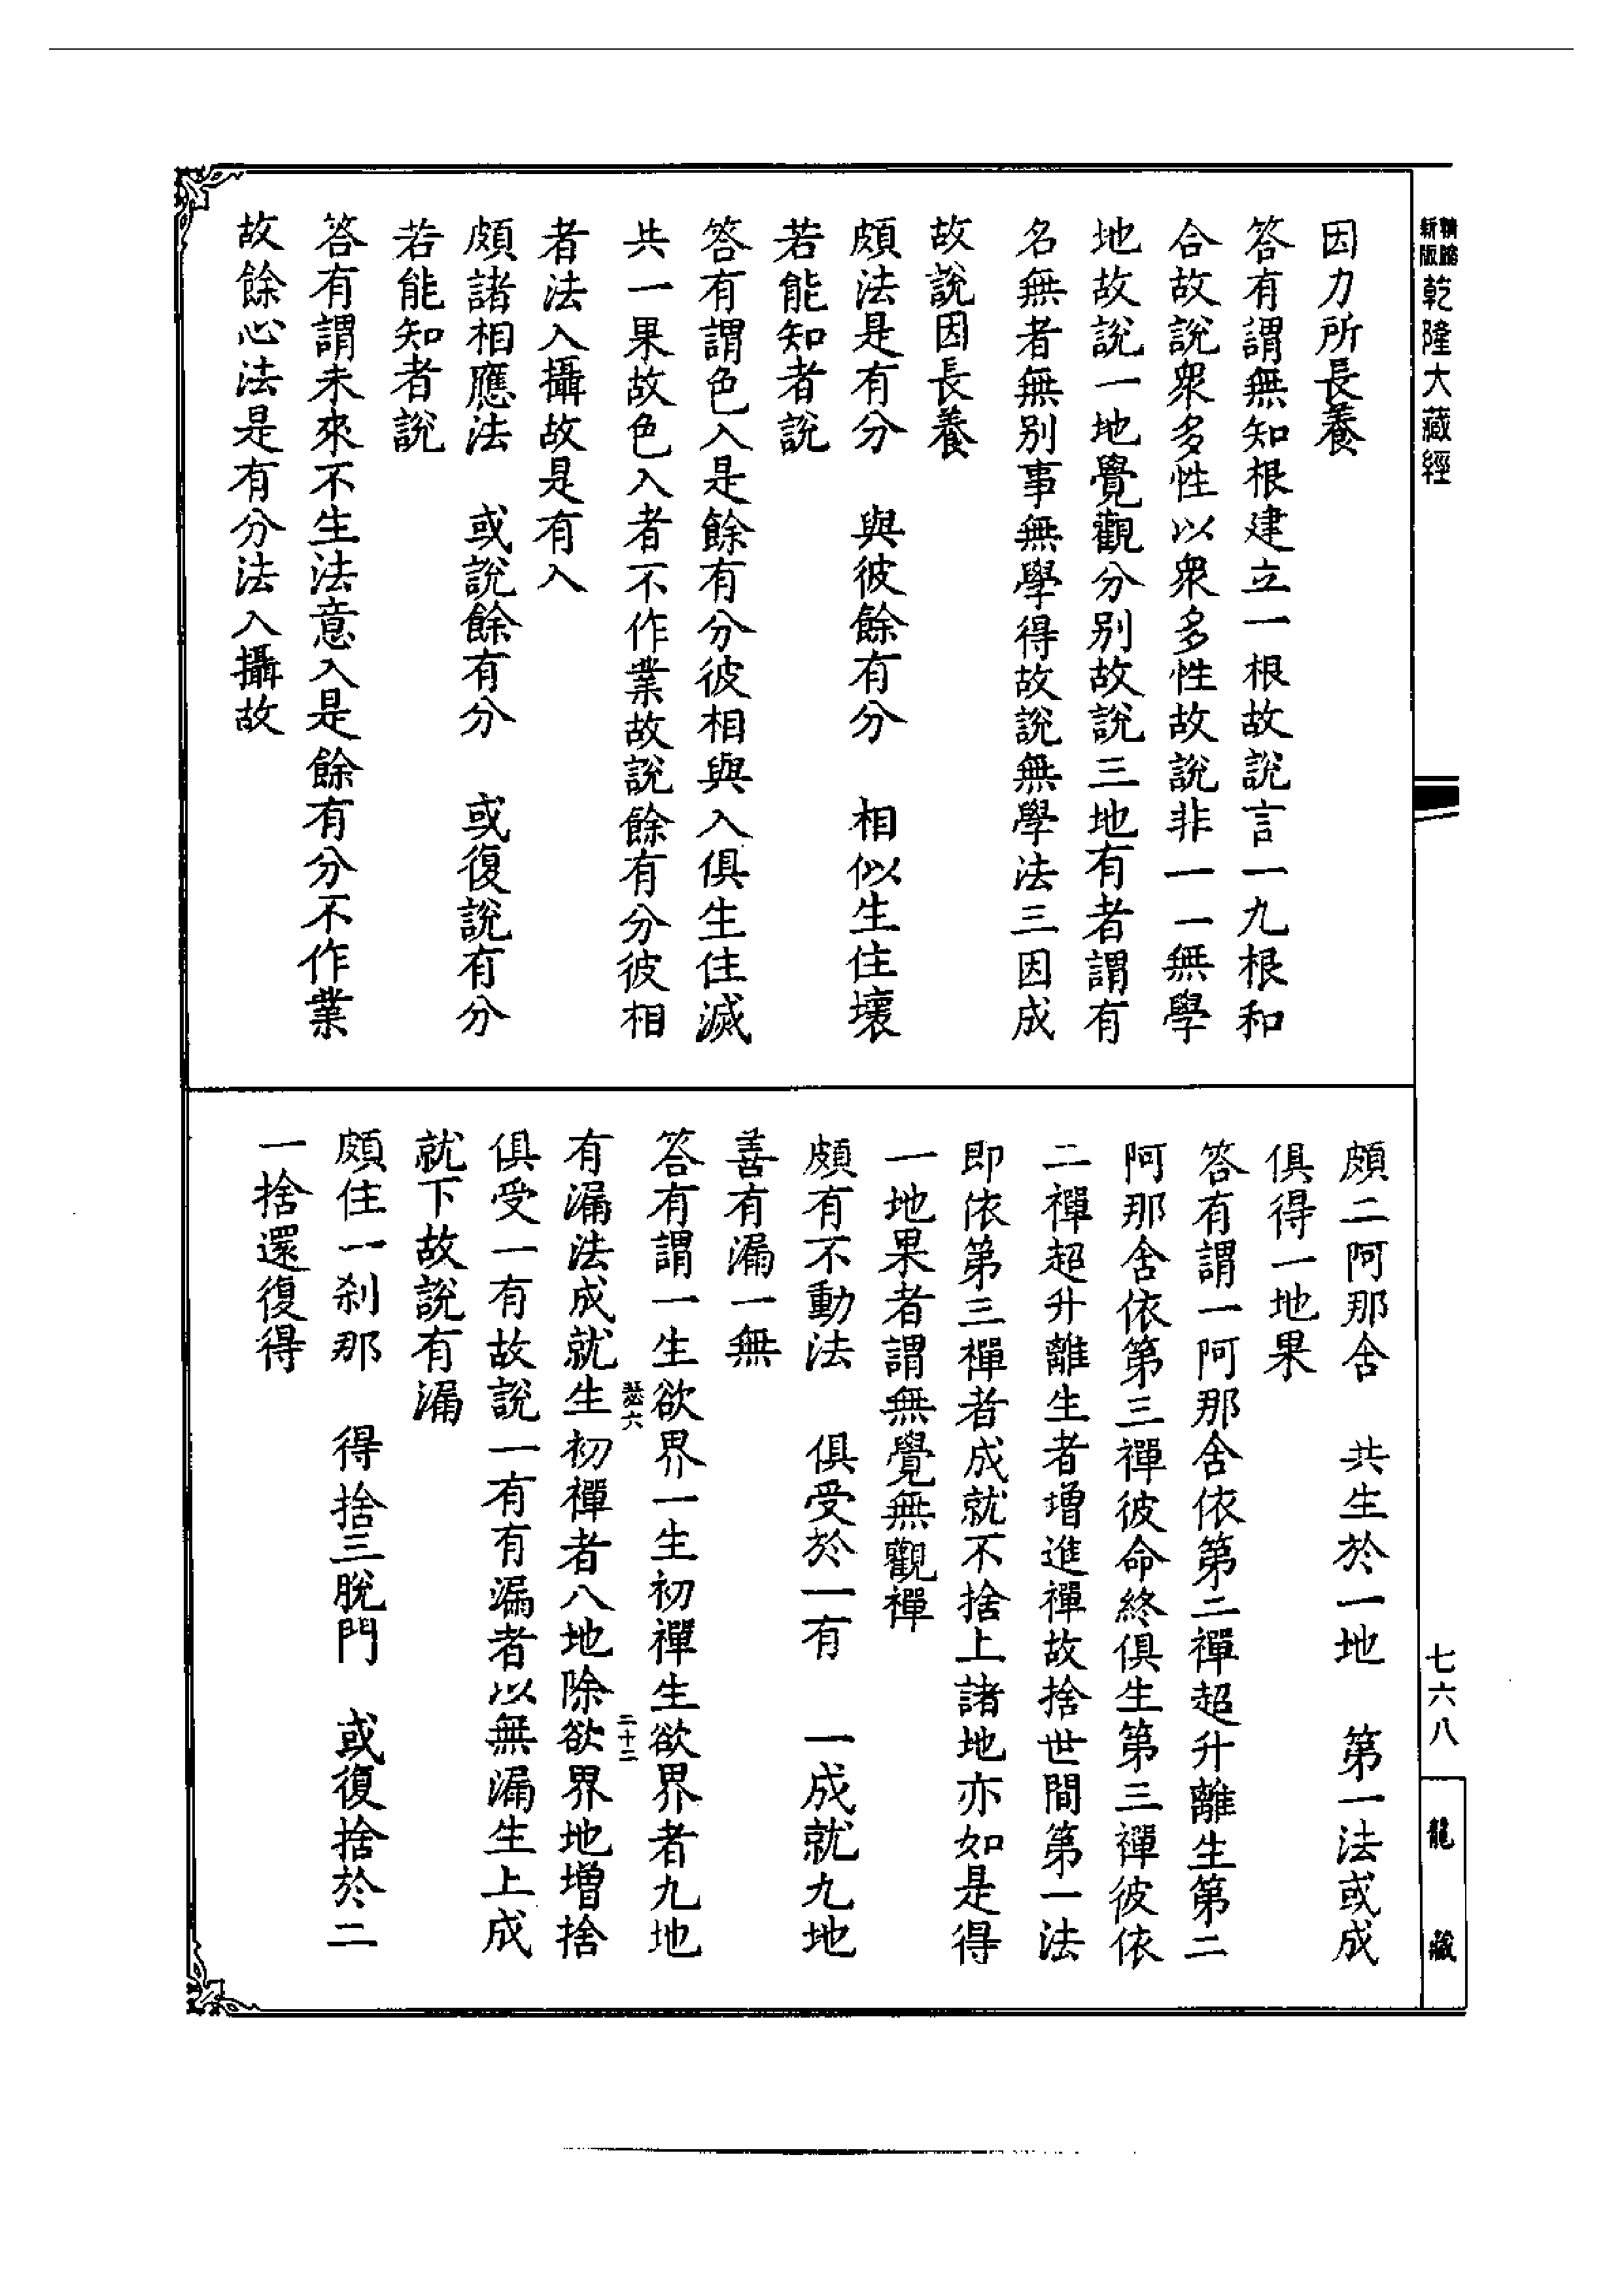 新版 精縮 乾隆大藏經
因力所長養
答有謂無知根建立一根故說言一九根和
合故說衆多性以衆多性故說非一一無學
地故說一地覺觀分别故說三地有者謂有
名無者無別事無學得故說無學法三因成
故說因長養
頗法是有分　與彼餘有分　相似生住壞
若能知者說
答有謂色入是餘有分彼相與入俱生住滅
共一果故色入者不作業故說餘有分彼相
者法入攝故是有入
頗諸相應法　或說餘有分　或復說有分
若能知者說
答有謂未來不生法意入是餘有分不作業
故餘心法是有分法入攝故
頗二阿那舍　共生於一地　第一法或成
俱得一地果
答有謂一阿那舍依第二禪超升離生第二
阿那舍依第三禪彼命終俱生第三禪彼依
二禪超升離生者增進禪故捨世間第一法
即依第三禪者成就不捨上諸地亦如是得
一地果者謂無覺無觀禪
頗有不動法　俱受於一有　一成就九地
善有漏一無
答有謂一生欲界一生初禪生欲界者九地
有漏法成就生初禪者八地除欲界地增捨
俱受一有故說一有有漏者以無漏生上成
就下故說有漏
頗住一剎那　得捨三脫門　或復捨於二
一捨還復得
瑟六
二十二
七六八
龍藏